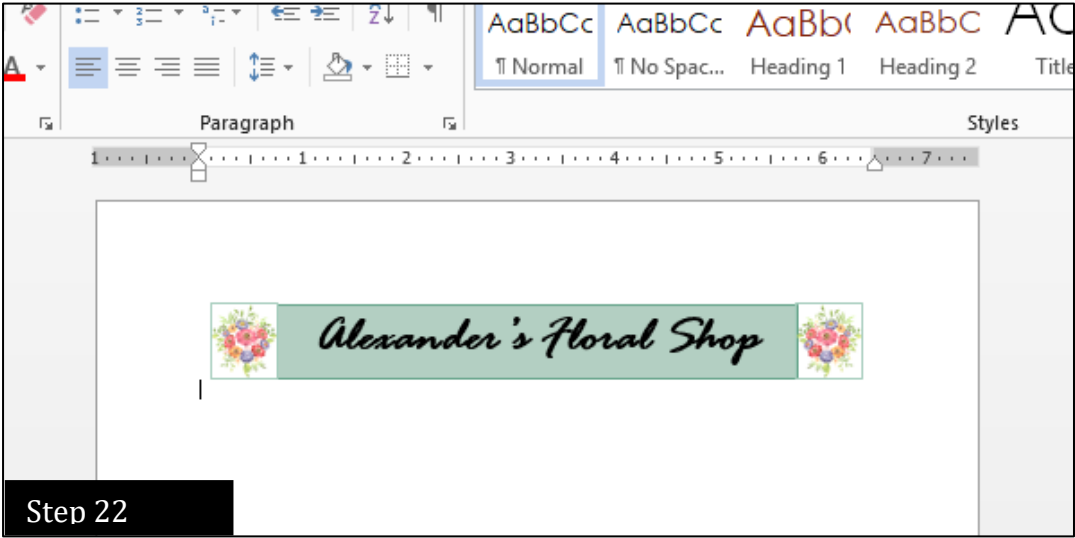 AaBbCc AaBbCc AaBb( AaBbC
¶ Normal ¶ No Spac... Heading 1 Heading 2 Title
Paragraph Styles
1 1 2 3 4 5 6 7
Alexander's Floral Shop
Step 22